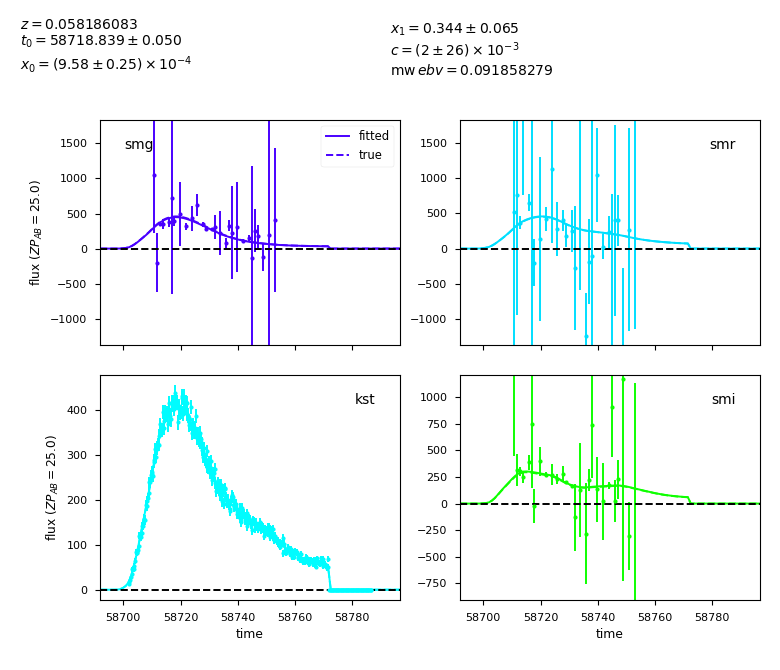 z = 0.058186083
t₀ = 58718.839 ± 0.050
x₀ = (9.58 ± 0.25) × 10⁻⁴
x₁ = 0.344 ± 0.065
c = (2 ± 26) × 10⁻³
mw ebv = 0.091858279
smg
fitted
true
1500
1000
500
0
−500
−1000
flux (ZP_AB = 25.0)
smr
1500
1000
500
0
−500
−1000
kst
400
300
200
100
0
flux (ZP_AB = 25.0)
58700 58720 58740 58760 58780
time
smi
1000
750
500
250
0
−250
−500
−750
58700 58720 58740 58760 58780
time